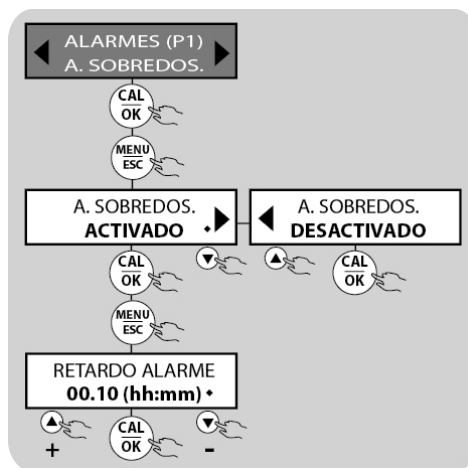 ALARMES (P1)
A. SOBREDOS.
CAL
OK
MENU
ESC
A. SOBREDOS.
ACTIVADO
A. SOBREDOS.
DESACTIVADO
CAL
OK
CAL
OK
MENU
ESC
RETARDO ALARME
00.10 (hh:mm)
+
CAL
OK
-